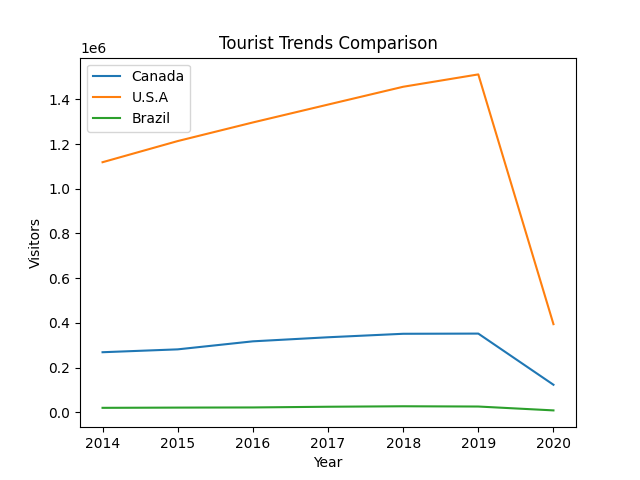 Tourist Trends Comparison
1e6
Canada
U.S.A
Brazil
1.4
1.2
1.0
0.8
0.6
0.4
0.2
0.0
Visitors
2014 2015 2016 2017 2018 2019 2020
Year